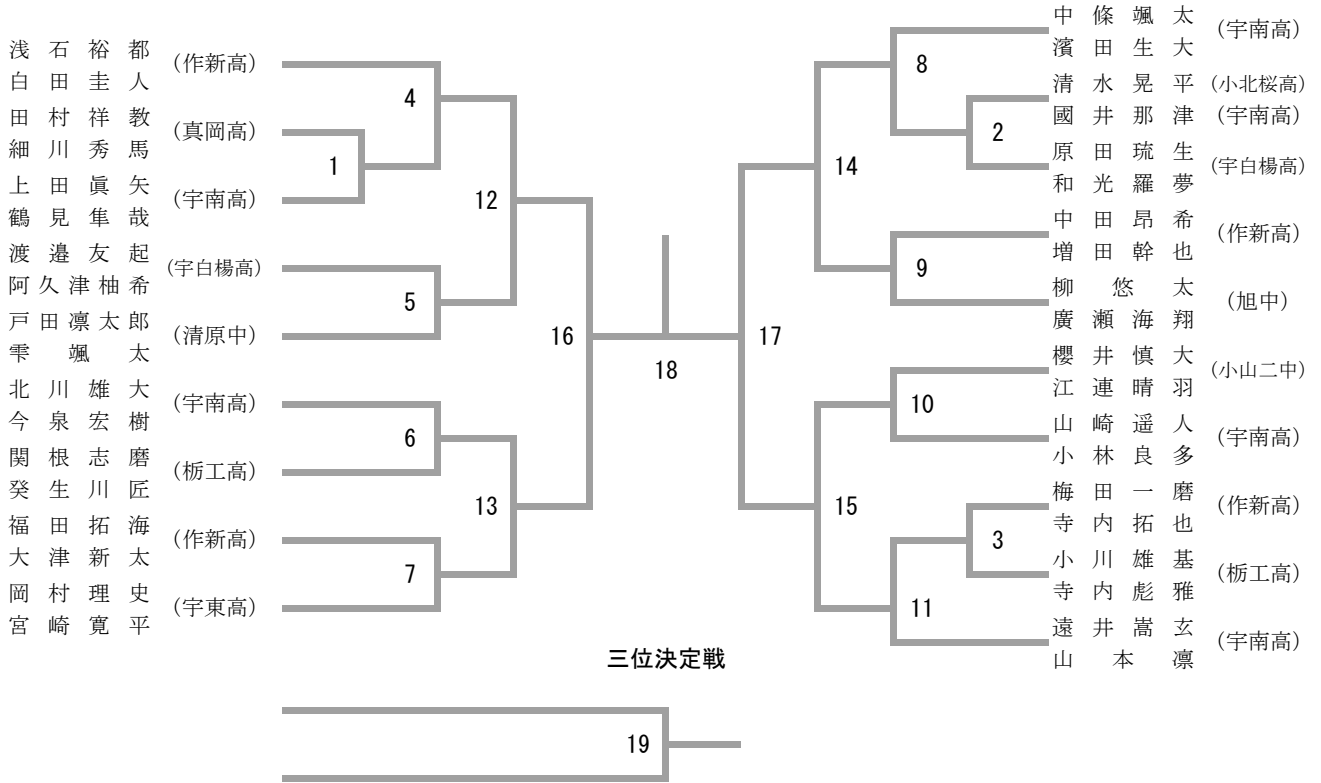 浅石裕都
(作新高)
白田圭人
田村祥教
(真岡高)
細川秀馬
上田眞矢
(宇南高)
鶴見隼哉
渡邉友起
(宇白楊高)
阿久津柚希
戸田凛太郎
(清原中)
雫颯太
北川雄大
(宇南高)
今泉宏樹
関根志磨
(栃工高)
癸生川匠
福田拓海
(作新高)
大津新太
岡村理史
(宇東高)
宮崎寛平
1
4
5
6
7
12
13
16
18
17
14
15
8
9
10
11
2
3
中條颯太
(宇南高)
濱田生大
清水晃平 (小北桜高)
國井那津 (宇南高)
原田琉生
(宇白楊高)
和光羅夢
中田昂希
(作新高)
増田幹也
柳悠太
(旭中)
廣瀬海翔
櫻井慎大
(小山二中)
江連晴羽
山崎遥人
(宇南高)
小林良多
梅田一磨
(作新高)
寺内拓也
小川雄基
(栃工高)
寺内彪雅
遠井嵩玄
(宇南高)
山本凛
三位決定戦
19